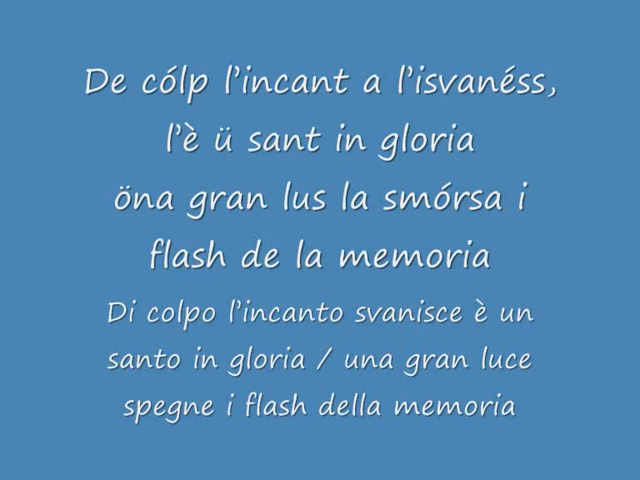 De cólp l'incant a l'isvanéss,
l'è ü sant in gloria
öna gran lus la smórsa i
flash de la memoria
Di colpo l'incanto svanisce è un
santo in gloria / una gran luce
spegne i flash della memoria